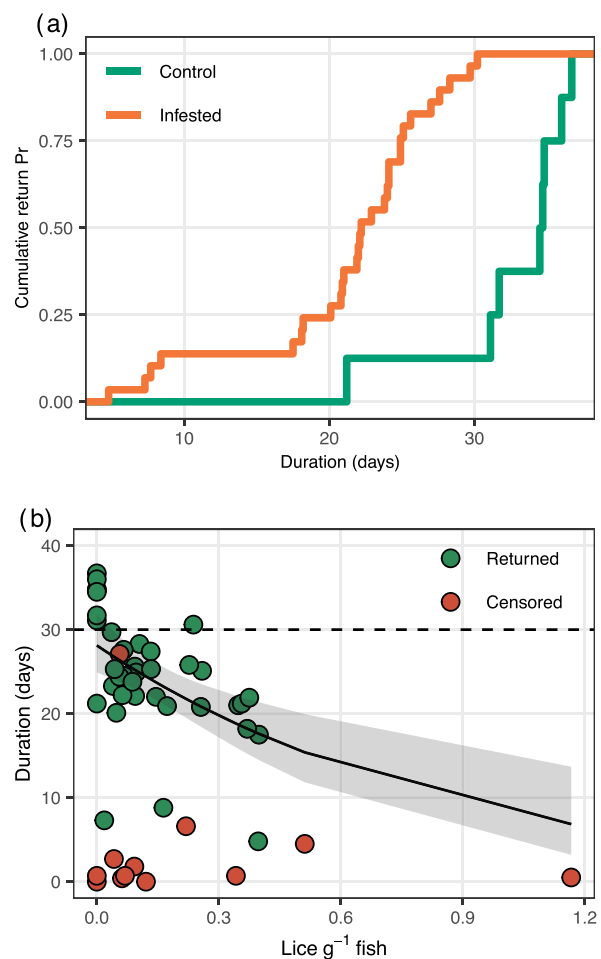 (a)
1.00
0.75
0.50
0.25
0.00
Cumulative return Pr
Control
Infested
10 20 30
Duration (days)
(b)
40
30
20
10
0
Duration (days)
Returned
Censored
0.0 0.3 0.6 0.9 1.2
Lice g⁻¹ fish